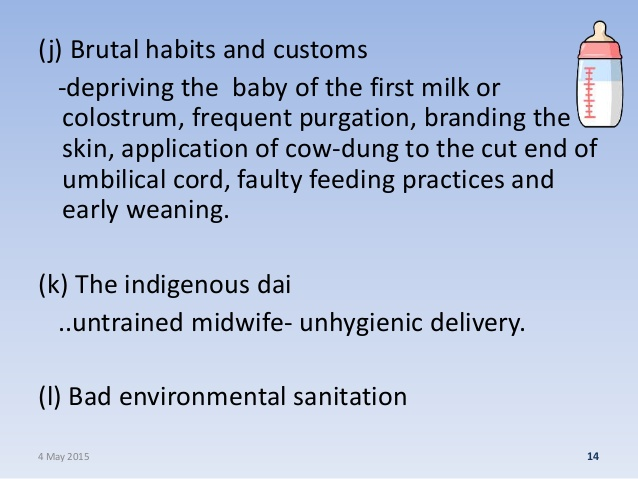 (j) Brutal habits and customs
-depriving the baby of the first milk or
colostrum, frequent purgation, branding the
skin, application of cow-dung to the cut end of
umbilical cord, faulty feeding practices and
early weaning.
(k) The indigenous dai
..untrained midwife- unhygienic delivery.
(l) Bad environmental sanitation
4 May 2015
14